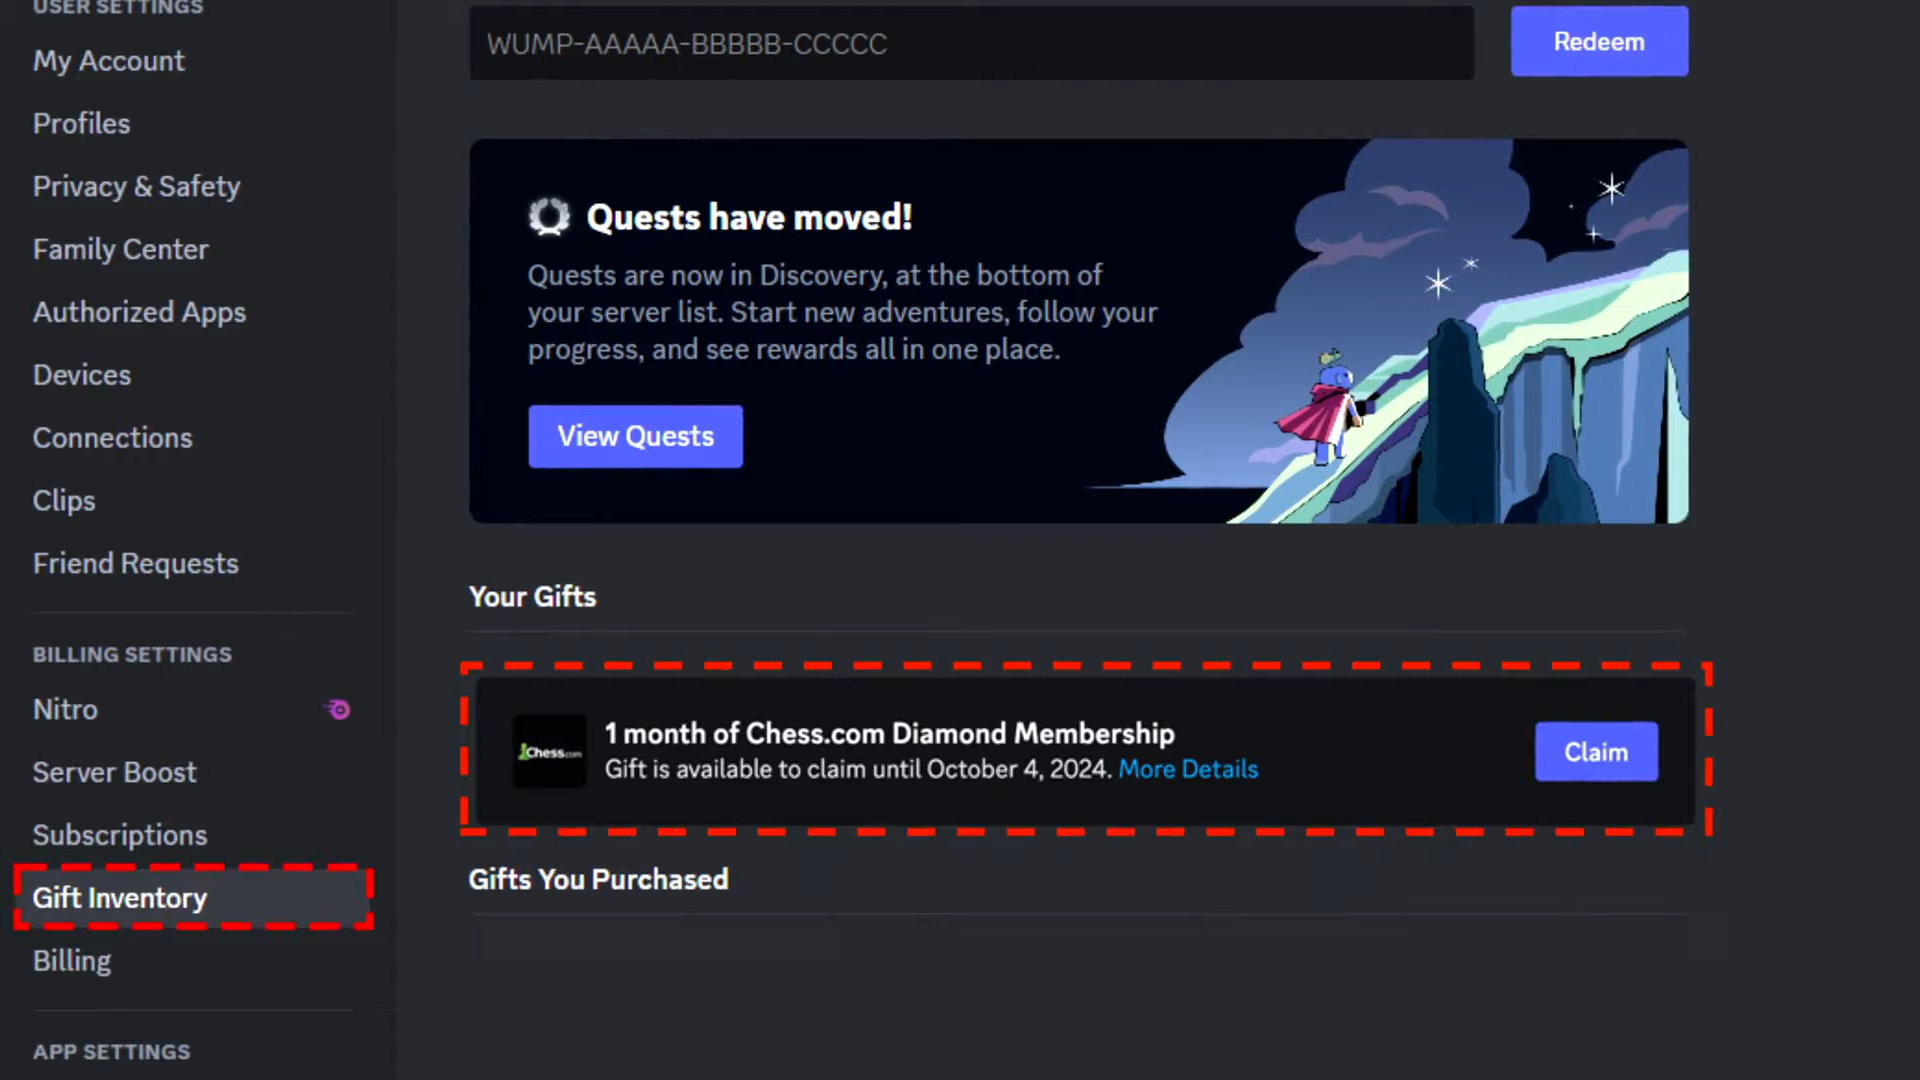 USER SETTINGS
My Account
Profiles
Privacy & Safety
Family Center
Authorized Apps
Devices
Connections
Clips
Friend Requests
BILLING SETTINGS
Nitro
Server Boost
Subscriptions
Gift Inventory
Billing
APP SETTINGS
WUMP-AAAAA-BBBBB-CCCCC
Redeem
Quests have moved!
Quests are now in Discovery, at the bottom of
your server list. Start new adventures, follow your
progress, and see rewards all in one place.
View Quests
Your Gifts
Chess.com
1 month of Chess.com Diamond Membership
Gift is available to claim until October 4, 2024. More Details
Claim
Gifts You Purchased